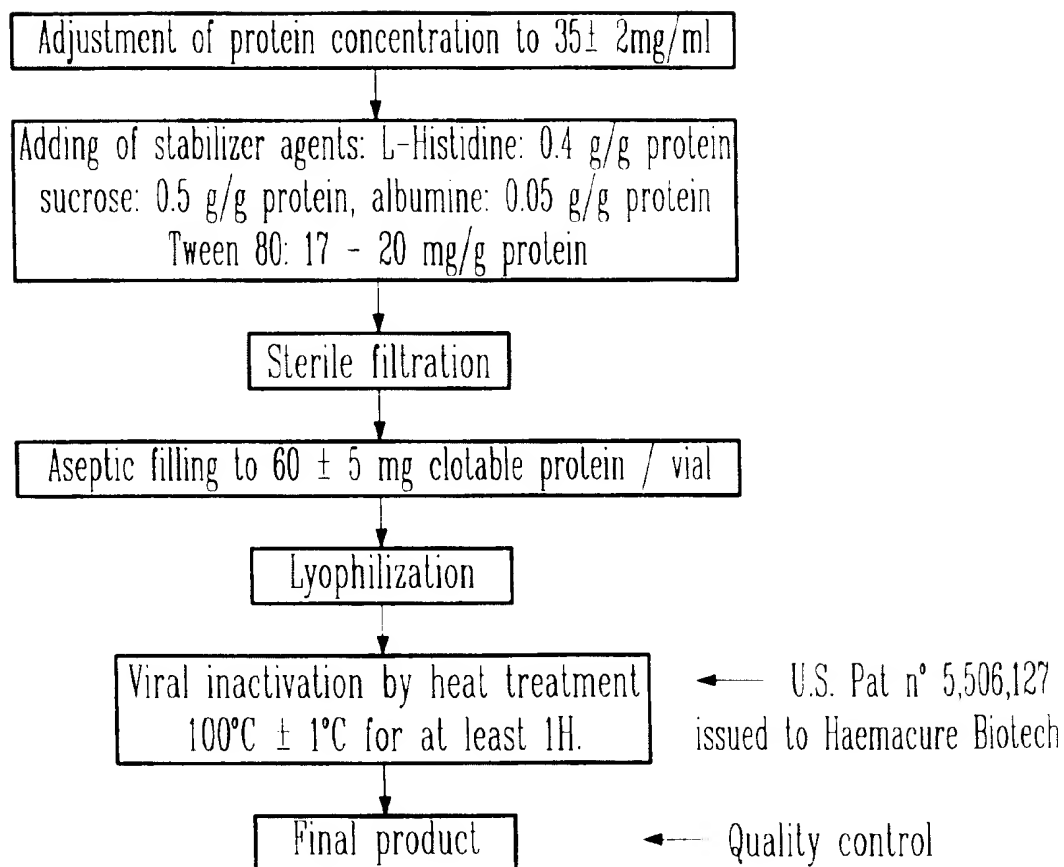 Adjustment of protein concentration to 35± 2mg/ml
Adding of stabilizer agents: L-Histidine: 0.4 g/g protein
sucrose: 0.5 g/g protein, albumine: 0.05 g/g protein
Tween 80: 17 - 20 mg/g protein
Sterile filtration
Aseptic filling to 60 ± 5 mg clotable protein / vial
Lyophilization
Viral inactivation by heat treatment
100°C ± 1°C for at least 1H.
U.S. Pat n° 5,506,127
issued to Haemacure Biotech
Final product
Quality control